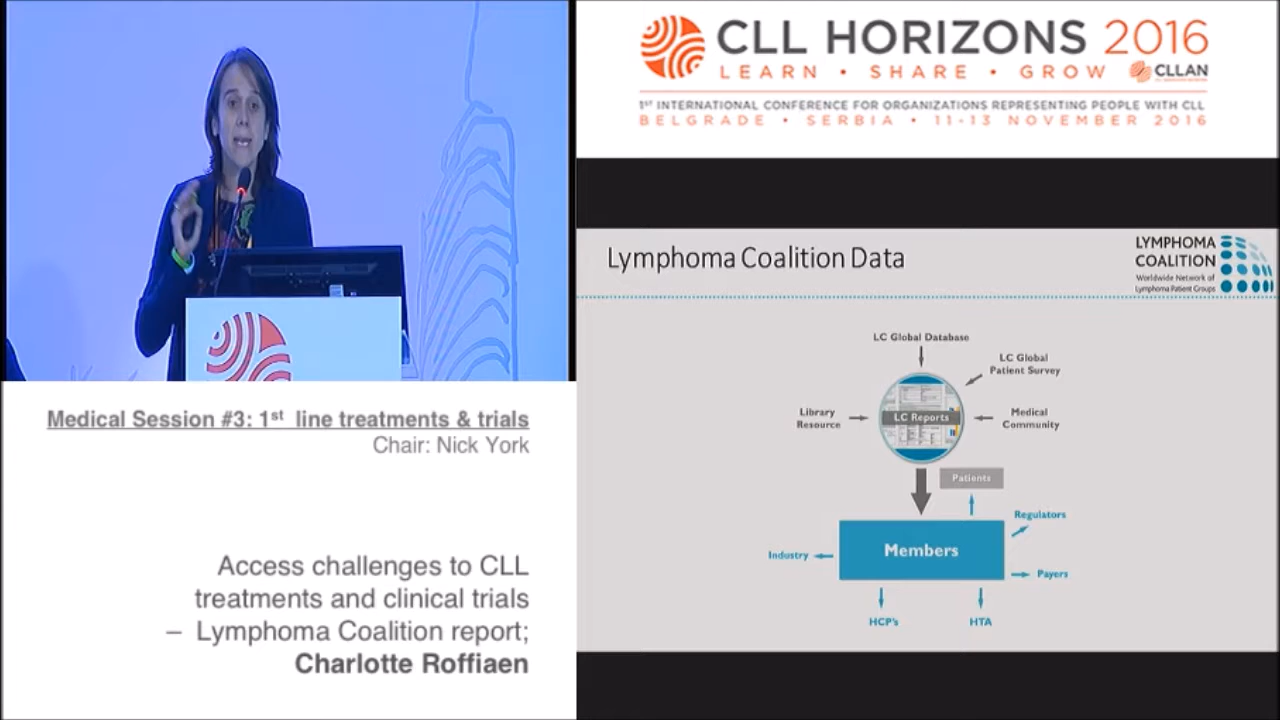 CLL HORIZONS 2016
LEARN • SHARE • GROW
CLLAN
1ST INTERNATIONAL CONFERENCE FOR ORGANIZATIONS REPRESENTING PEOPLE WITH CLL
BELGRADE • SERBIA • 11-13 NOVEMBER 2016
Lymphoma Coalition Data
LYMPHOMA
COALITION
Worldwide Network of
Lymphoma Patient Groups
LC Global Database
LC Global
Patient Survey
Library
Resource
LC Reports
Medical
Community
Patients
Regulators
Members
Industry
Payers
HCP's
HTA
Medical Session #3: 1st line treatments & trials
Chair: Nick York
Access challenges to CLL
treatments and clinical trials
– Lymphoma Coalition report;
Charlotte Roffiaen